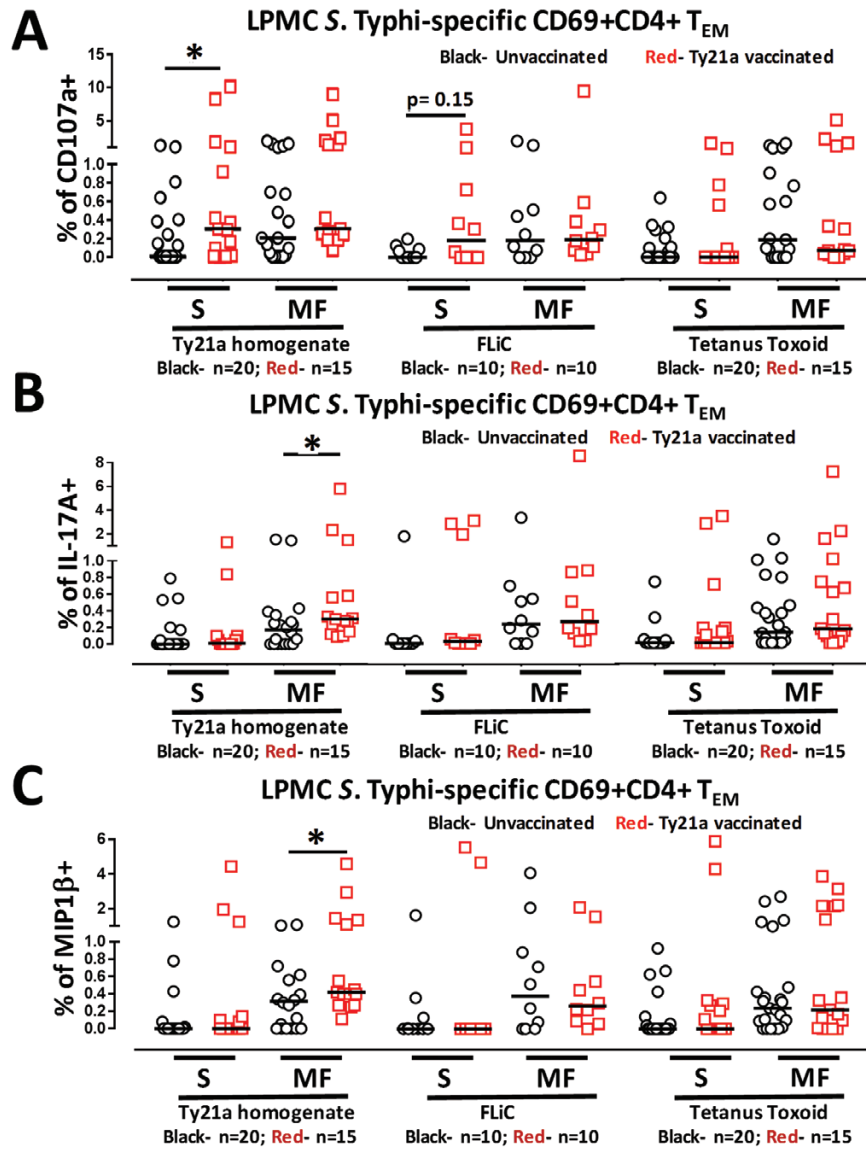 A
LPMC S. Typhi-specific CD69+CD4+ TEM
Black- Unvaccinated Red- Ty21a vaccinated
% of CD107a+
15
10
5
1.0
0.8
0.6
0.4
0.2
0.0
*
p= 0.15
S MF S MF S MF
Ty21a homogenate FLiC Tetanus Toxoid
Black- n=20; Red- n=15 Black- n=10; Red- n=10 Black- n=20; Red- n=15
B
LPMC S. Typhi-specific CD69+CD4+ TEM
Black- Unvaccinated Red- Ty21a vaccinated
% of IL-17A+
8
6
4
2
1.0
0.8
0.6
0.4
0.2
0.0
*
S MF S MF S MF
Ty21a homogenate FLiC Tetanus Toxoid
Black- n=20; Red- n=15 Black- n=10; Red- n=10 Black- n=20; Red- n=15
C
LPMC S. Typhi-specific CD69+CD4+ TEM
Black- Unvaccinated Red- Ty21a vaccinated
% of MIP1β+
6
4
2
1.0
0.8
0.6
0.4
0.2
0.0
*
S MF S MF S MF
Ty21a homogenate FLiC Tetanus Toxoid
Black- n=20; Red- n=15 Black- n=10; Red- n=10 Black- n=20; Red- n=15